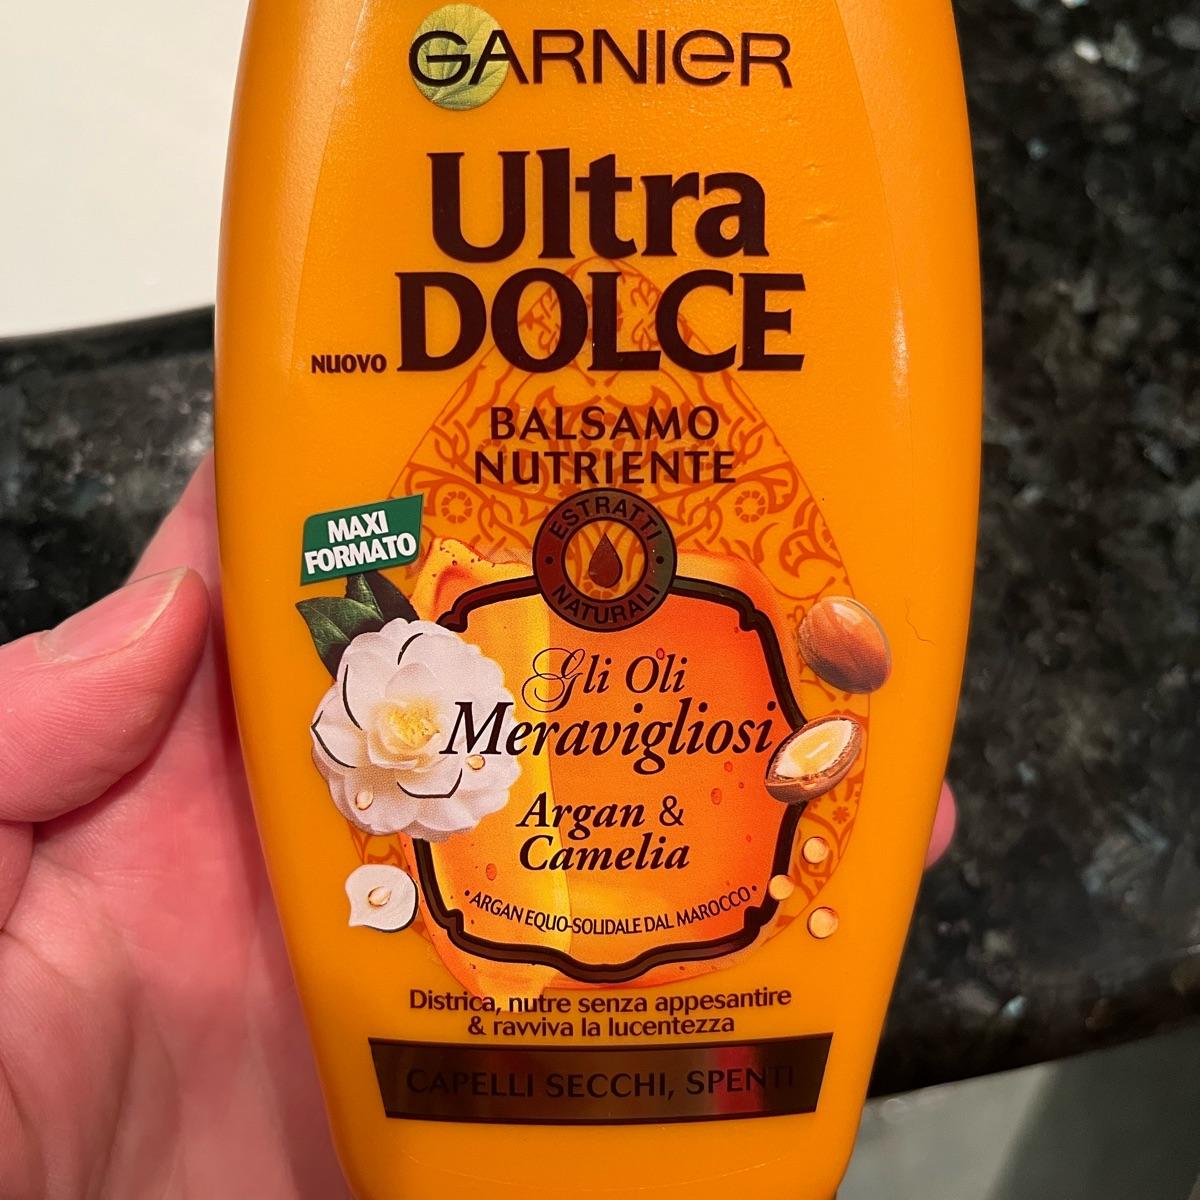 GARNIER
Ultra
DOLCE
NUOVO
BALSAMO
NUTRIENTE
MAXI
FORMATO
ESTRATTI
NATURALI
Gli Oli
Meravigliosi
Argan &
Camelia
• ARGAN EQUO-SOLIDALE DAL MAROCCO •
Districa, nutre senza appesantire
& ravviva la lucentezza
CAPELLI SECCHI, SPENTI